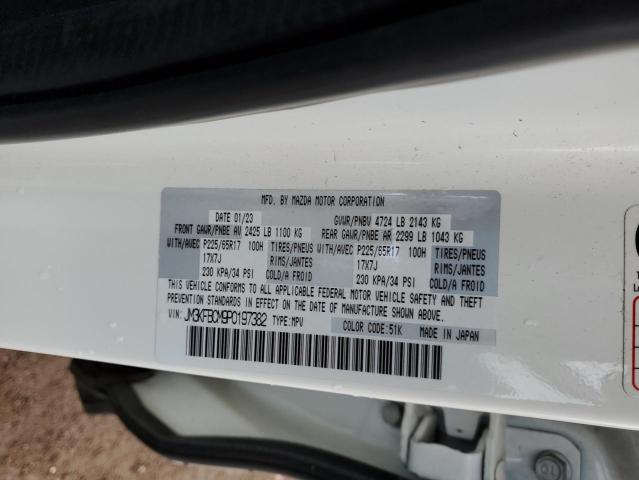 MFD. BY MAZDA MOTOR CORPORATION
DATE 01/23 GVWR/PNBV 4724 LB 2143 KG
FRONT GAWR/PNBE AV 2425 LB 1100 KG REAR GAWR/PNBE AR 2299 LB 1043 KG
WITH/AVEC P225/65R17 100H TIRES/PNEUS WITH/AVEC P225/65R17 100H TIRES/PNEUS
17X7J RIMS/JANTES 17X7J RIMS/JANTES
230 KPA/34 PSI COLD/A FROID 230 KPA/34 PSI COLD/A FROID
THIS VEHICLE CONFORMS TO ALL APPLICABLE FEDERAL MOTOR VEHICLE SAFETY AND THEFT
PREVENTION STANDARDS IN EFFECT ON THE DATE OF MANUFACTURE SHOWN ABOVE.
VIN: JM3KFBCM9P0197382 TYPE:MPV
COLOR CODE:51K MADE IN JAPAN